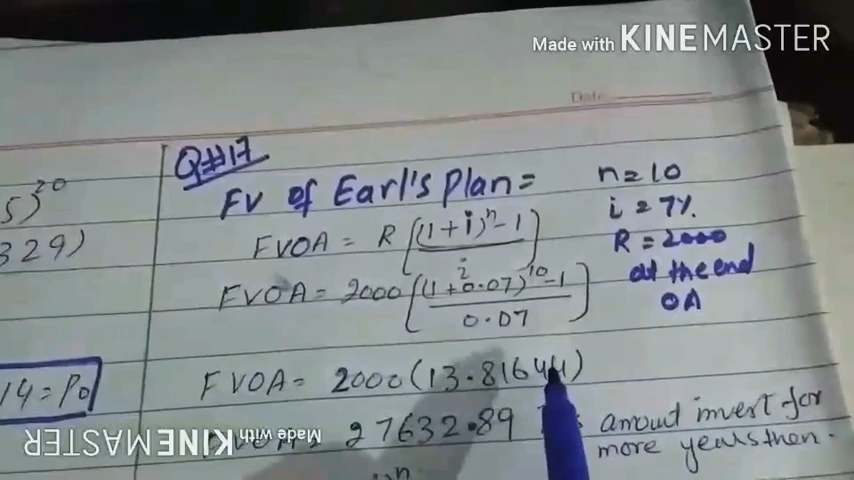 Made with KINEMASTER
Date:
5)^20
329)
14 = P0
Q#17
FV of Earl's plan =
FVOA = R [(1+i)^n - 1 / i]
FVOA = 2000 [(1+0.07)^10 - 1 / 0.07]
FVOA = 2000 (13.81644)
27632.89
amount invest for
more years then.
n
n = 10
i = 7%
R = 2000
at the end
OA
Made with KINEMASTER